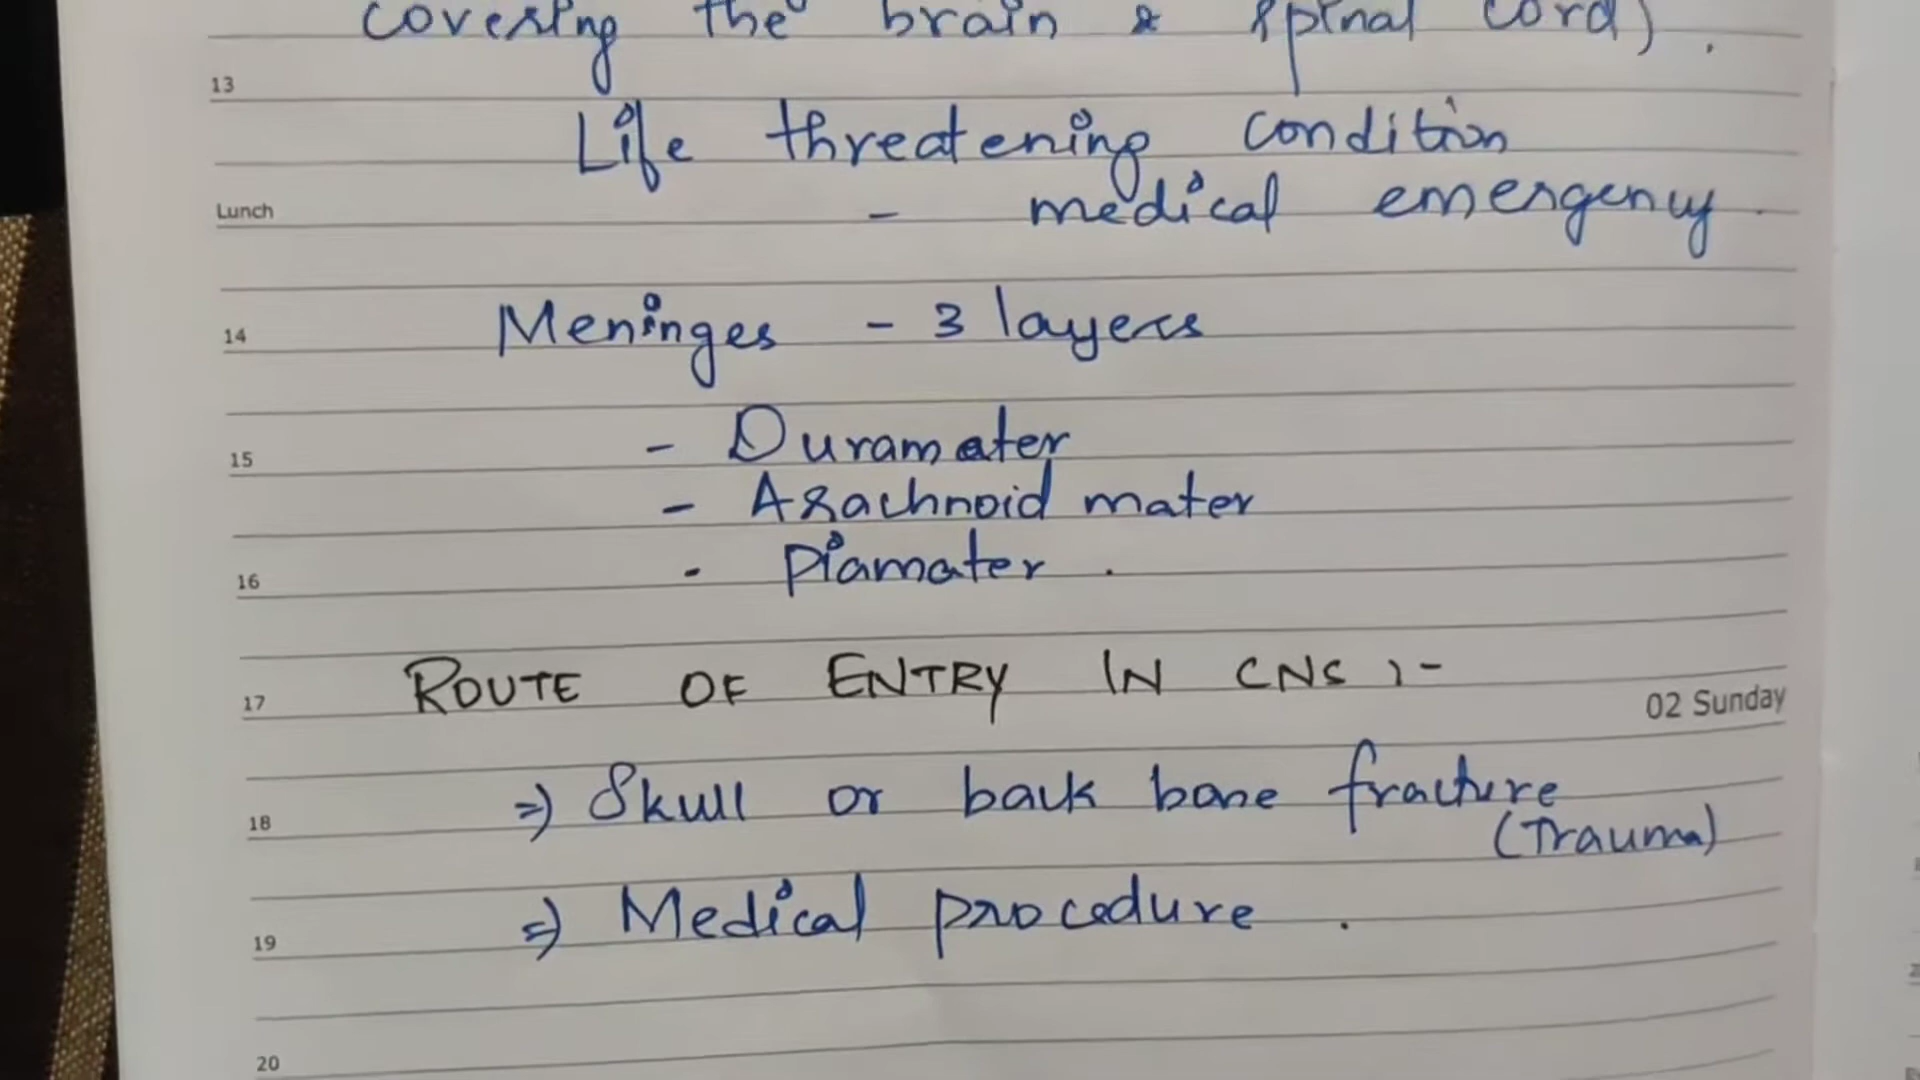 covering the brain & spinal cord).
13
Life threatening condition
Lunch
- medical emergency.
14
Meninges - 3 layers
- Duramater
15
- Arachnoid mater
- Piamater.
16
ROUTE OF ENTRY IN CNS :-
17
02 Sunday
⇒ Skull or back bone fracture
18
(Trauma)
⇒ Medical procedure.
19
20